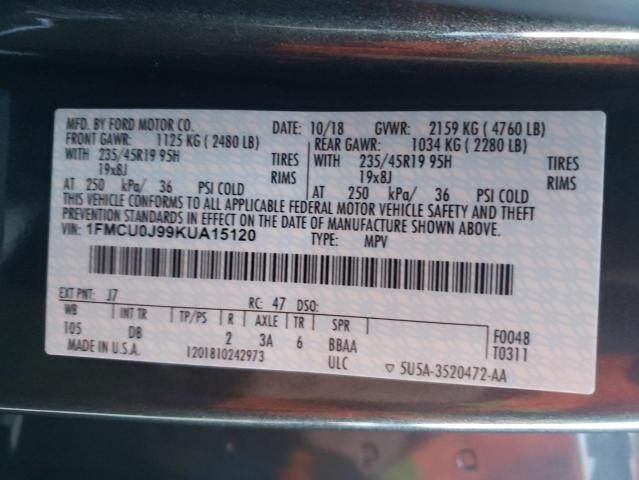 MFD. BY FORD MOTOR CO. DATE: 10/18 GVWR: 2159 KG ( 4760 LB)
FRONT GAWR: 1125 KG ( 2480 LB) REAR GAWR: 1034 KG ( 2280 LB)
WITH 235/45R19 95H TIRES WITH 235/45R19 95H TIRES
19x8J RIMS 19x8J RIMS
AT 250 kPa/ 36 PSI COLD AT 250 kPa/ 36 PSI COLD
THIS VEHICLE CONFORMS TO ALL APPLICABLE FEDERAL MOTOR VEHICLE SAFETY AND THEFT
PREVENTION STANDARDS IN EFFECT ON THE DATE OF MANUFACTURE SHOWN ABOVE.
VIN: 1FMCU0J99KUA15120 TYPE: MPV
EXT PNT: J7 RC: 47 DSO:
WB INT TR TP/PS R AXLE TR SPR F0048
105 DB 2 3A 6 BBAA T0311
MADE IN U.S.A. 1201810242973 ULC ▽ 5U5A-3520472-AA